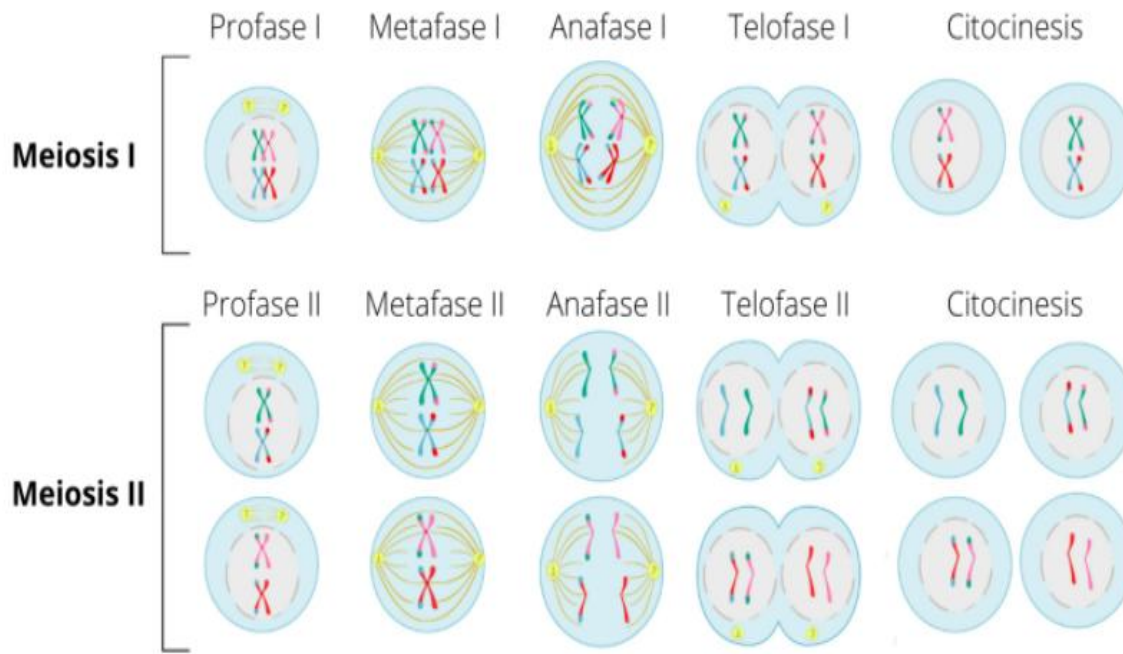 Profase I Metafase I Anafase I Telofase I Citocinesis
Meiosis I
Profase II Metafase II Anafase II Telofase II Citocinesis
Meiosis II